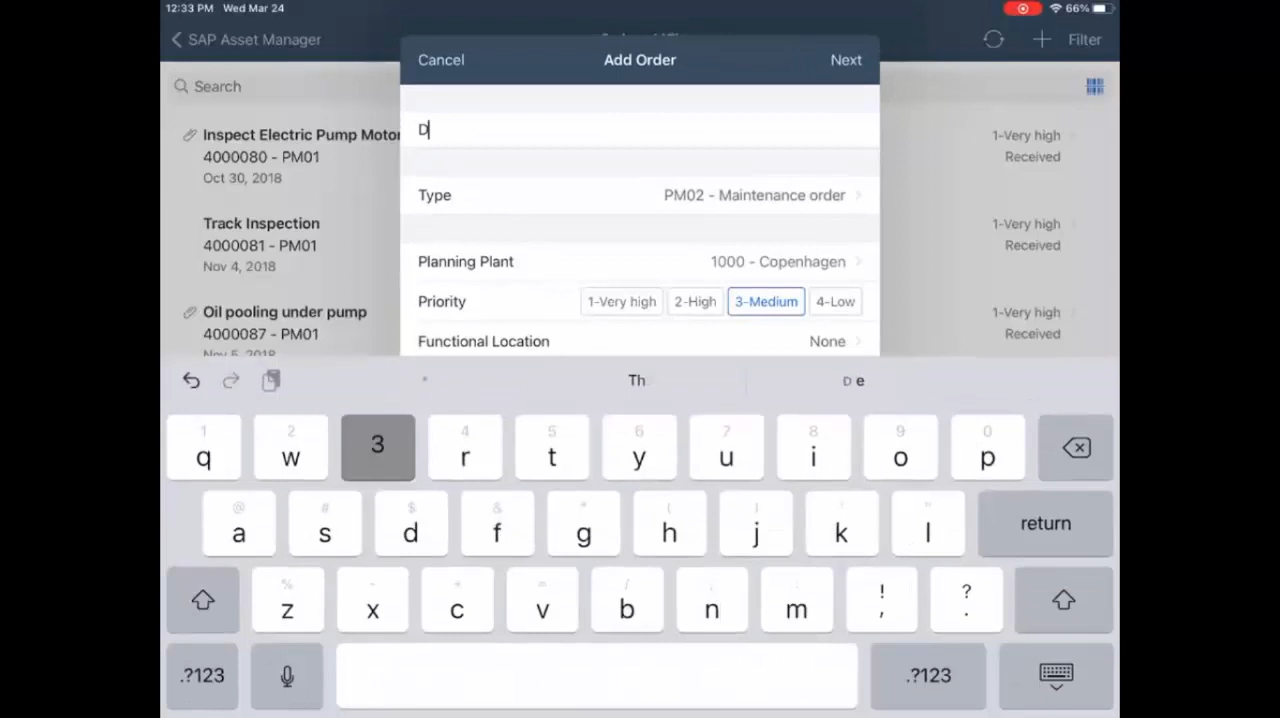 12:33 PM Wed Mar 24
66%
SAP Asset Manager
Filter
Cancel
Add Order
Next
Search
D
Inspect Electric Pump Motor
4000080 - PM01
Oct 30, 2018
1-Very high
Received
Type
PM02 - Maintenance order
Track Inspection
4000081 - PM01
Nov 4, 2018
1-Very high
Received
Planning Plant
1000 - Copenhagen
Priority
1-Very high
2-High
3-Medium
4-Low
Oil pooling under pump
4000087 - PM01
Nov 5, 2018
1-Very high
Received
Functional Location
None
Th
D e
1 2 4 5 6 7 8 9 0
q w 3 r t y u i o p
@ # $ & * ( ) ' "
a s d f g h j k l
return
% - + = / ; :
z x c v b n m ! , ? .
.?123
.?123